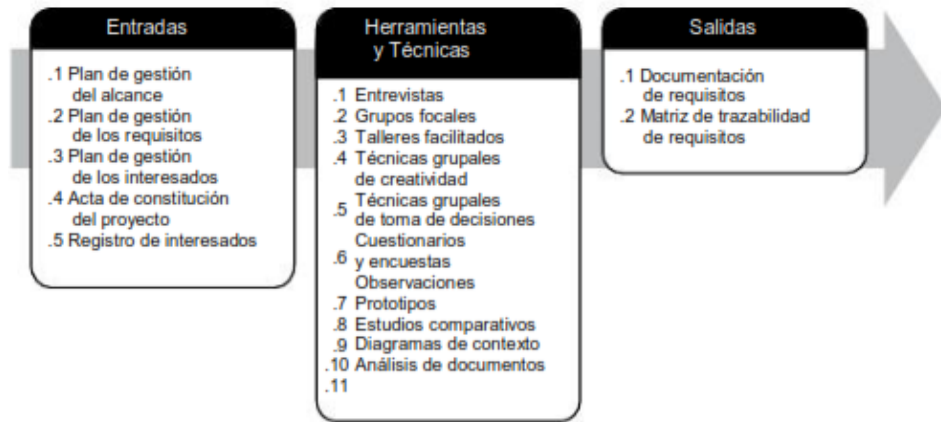 Entradas
.1 Plan de gestión
del alcance
.2 Plan de gestión
de los requisitos
.3 Plan de gestión
de los interesados
.4 Acta de constitución
del proyecto
.5 Registro de interesados
Herramientas
y Técnicas
.1 Entrevistas
.2 Grupos focales
.3 Talleres facilitados
.4 Técnicas grupales
de creatividad
.5 Técnicas grupales
de toma de decisiones
Cuestionarios
.6 y encuestas
Observaciones
.7 Prototipos
.8 Estudios comparativos
.9 Diagramas de contexto
.10 Análisis de documentos
.11
Salidas
.1 Documentación
de requisitos
.2 Matriz de trazabilidad
de requisitos